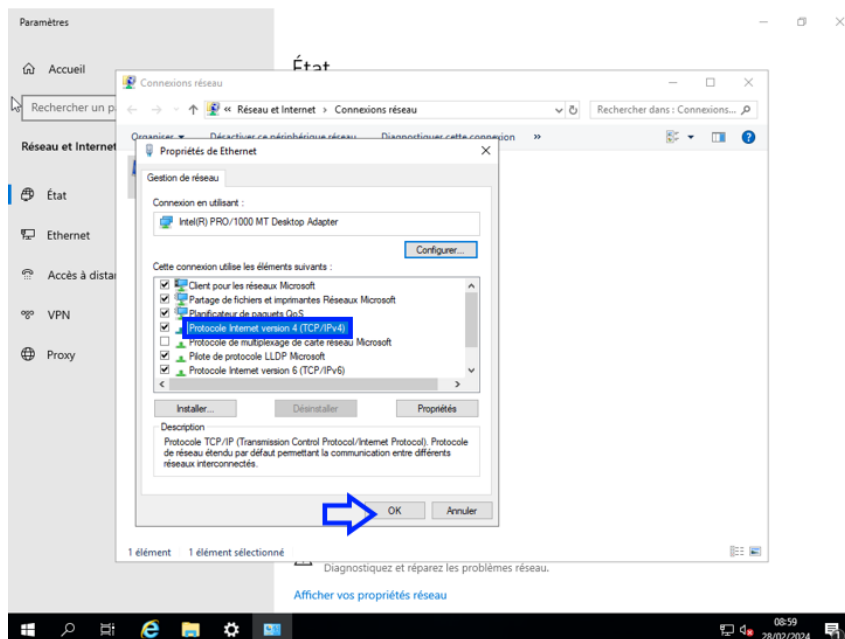 Paramètres
Accueil
État
Connexions réseau
Rechercher un p
« Réseau et Internet › Connexions réseau
Rechercher dans : Connexions...
Réseau et Internet
Organiser
Désactiver ce périphérique réseau
Diagnostiquer cette connexion
»
Propriétés de Ethernet
Gestion de réseau
État
Connexion en utilisant :
Intel(R) PRO/1000 MT Desktop Adapter
Ethernet
Configurer...
Cette connexion utilise les éléments suivants :
Accès à distan
Client pour les réseaux Microsoft
Partage de fichiers et imprimantes Réseaux Microsoft
Planificateur de paquets QoS
VPN
Protocole Internet version 4 (TCP/IPv4)
Protocole de multiplexage de carte réseau Microsoft
Proxy
Pilote de protocole LLDP Microsoft
Protocole Internet version 6 (TCP/IPv6)
Installer...
Désinstaller
Propriétés
Description
Protocole TCP/IP (Transmission Control Protocol/Internet Protocol). Protocole
de réseau étendu par défaut permettant la communication entre différents
réseaux interconnectés.
OK
Annuler
1 élément
1 élément sélectionné
Diagnostiquez et réparez les problèmes réseau.
Afficher vos propriétés réseau
08:59
28/02/2024